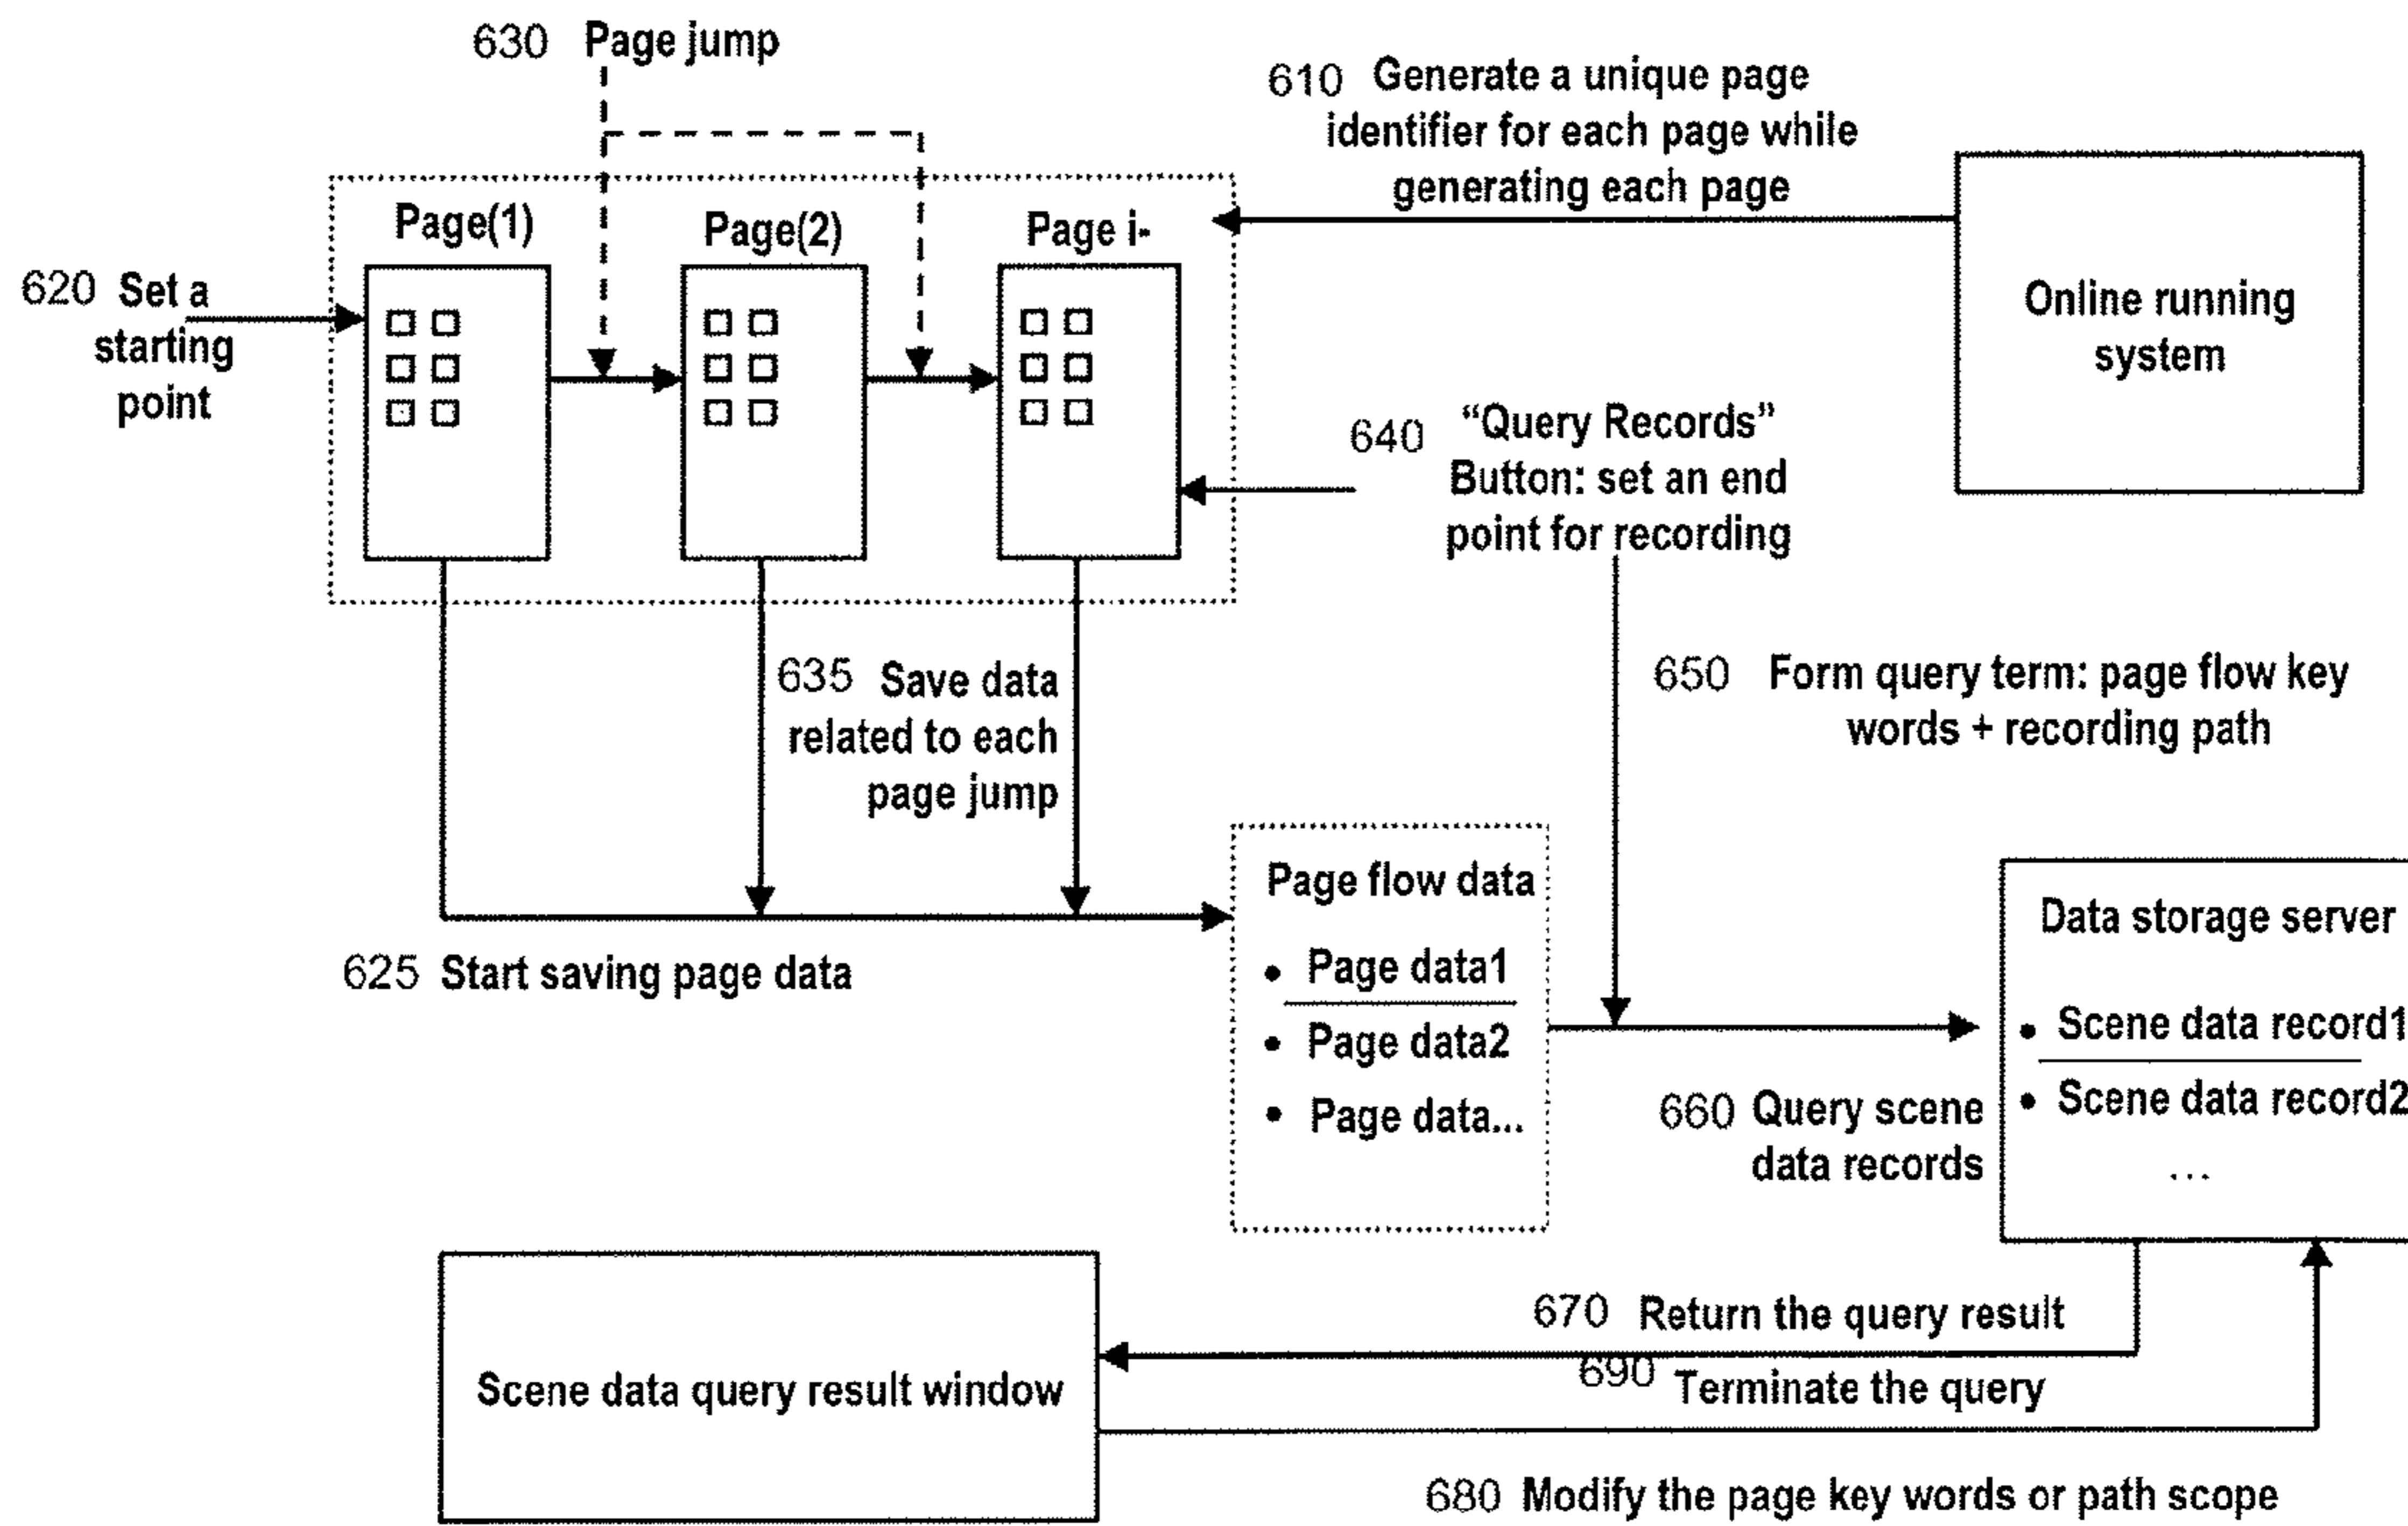 630 Page jump
610 Generate a unique page
identifier for each page while
generating each page
Page(1)
Page(2)
Page i-
620 Set a
starting
point
Online running
system
640 “Query Records”
Button: set an end
point for recording
635 Save data
related to each
page jump
650 Form query term: page flow key
words + recording path
625 Start saving page data
Page flow data
• Page data1
• Page data2
• Page data...
Data storage server
• Scene data record1
• Scene data record2
...
660 Query scene
data records
670 Return the query result
690 Terminate the query
Scene data query result window
680 Modify the page key words or path scope